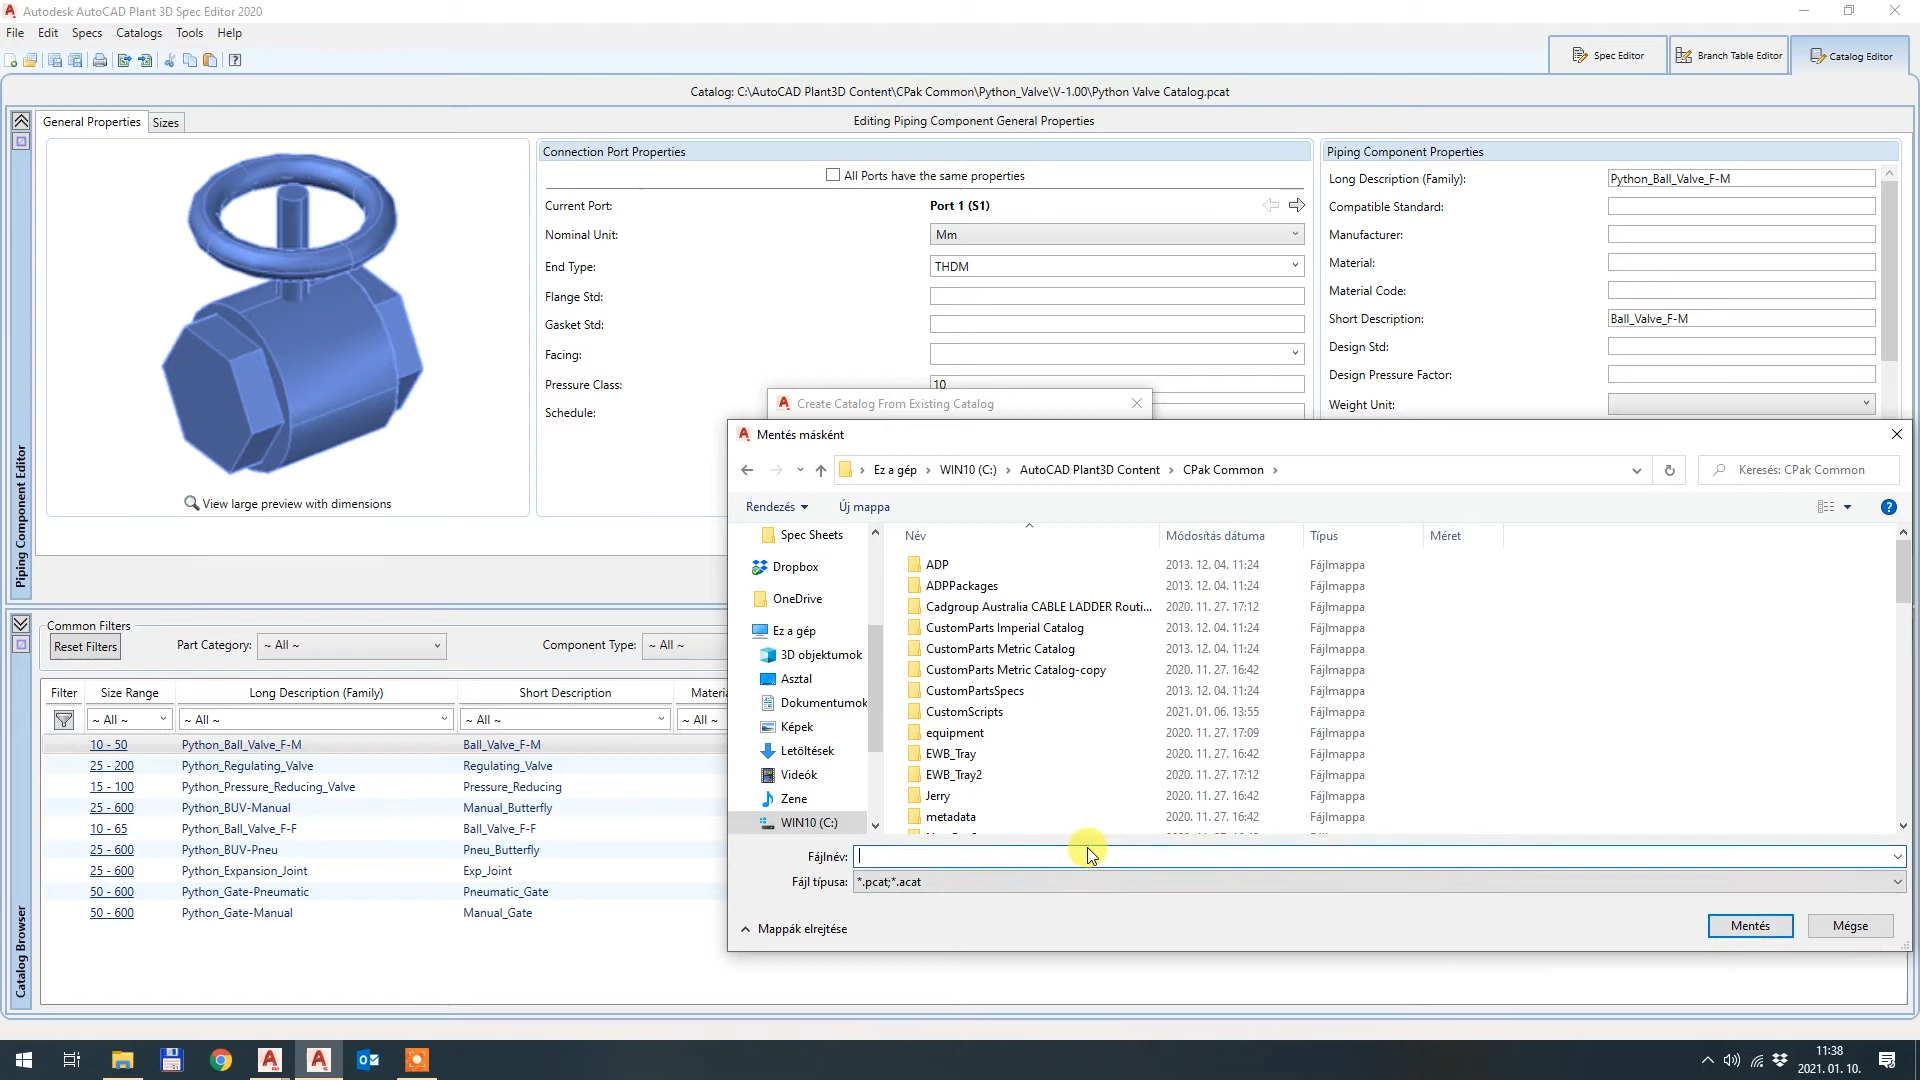 Autodesk AutoCAD Plant 3D Spec Editor 2020
File Edit Specs Catalogs Tools Help
Spec Editor Branch Table Editor Catalog Editor
Catalog: C:\AutoCAD Plant3D Content\CPak Common\Python_Valve\V-1.00\Python Valve Catalog.pcat
General Properties Sizes
Editing Piping Component General Properties
Piping Component Editor
Connection Port Properties
All Ports have the same properties
Current Port: Port 1 (S1)
Nominal Unit: Mm
End Type: THDM
Flange Std:
Gasket Std:
Facing:
Pressure Class: 10
Schedule:
View large preview with dimensions
Piping Component Properties
Long Description (Family): Python_Ball_Valve_F-M
Compatible Standard:
Manufacturer:
Material:
Material Code:
Short Description: Ball_Valve_F-M
Design Std:
Design Pressure Factor:
Weight Unit:
Create Catalog From Existing Catalog
Mentés másként
Ez a gép › WIN10 (C:) › AutoCAD Plant3D Content › CPak Common ›
Keresés: CPak Common
Rendezés Új mappa
Spec Sheets
Dropbox
OneDrive
Ez a gép
3D objektumok
Asztal
Dokumentumok
Képek
Letöltések
Videók
Zene
WIN10 (C:)
Név Módosítás dátuma Típus Méret
ADP 2013. 12. 04. 11:24 Fájlmappa
ADPPackages 2013. 12. 04. 11:24 Fájlmappa
Cadgroup Australia CABLE LADDER Routi... 2020. 11. 27. 17:12 Fájlmappa
CustomParts Imperial Catalog 2013. 12. 04. 11:24 Fájlmappa
CustomParts Metric Catalog 2013. 12. 04. 11:24 Fájlmappa
CustomParts Metric Catalog-copy 2020. 11. 27. 16:42 Fájlmappa
CustomPartsSpecs 2013. 12. 04. 11:24 Fájlmappa
CustomScripts 2021. 01. 06. 13:55 Fájlmappa
equipment 2020. 11. 27. 17:09 Fájlmappa
EWB_Tray 2020. 11. 27. 16:42 Fájlmappa
EWB_Tray2 2020. 11. 27. 17:12 Fájlmappa
Jerry 2020. 11. 27. 16:42 Fájlmappa
metadata 2020. 11. 27. 16:42 Fájlmappa
Fájlnév:
Fájl típusa: *.pcat;*.acat
Mappák elrejtése
Mentés Mégse
Catalog Browser
Common Filters
Reset Filters Part Category: ~ All ~ Component Type: ~ All ~
Filter Size Range Long Description (Family) Short Description
~ All ~ ~ All ~ ~ All ~ ~ All ~
10 - 50 Python_Ball_Valve_F-M Ball_Valve_F-M
25 - 200 Python_Regulating_Valve Regulating_Valve
15 - 100 Python_Pressure_Reducing_Valve Pressure_Reducing
25 - 600 Python_BUV-Manual Manual_Butterfly
10 - 65 Python_Ball_Valve_F-F Ball_Valve_F-F
25 - 600 Python_BUV-Pneu Pneu_Butterfly
25 - 600 Python_Expansion_Joint Exp_Joint
50 - 600 Python_Gate-Pneumatic Pneumatic_Gate
50 - 600 Python_Gate-Manual Manual_Gate
11:38
2021. 01. 10.